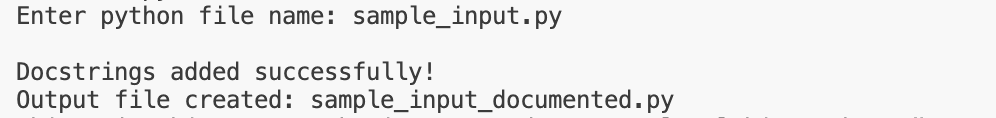 Enter python file name: sample_input.py
Docstrings added successfully!
Output file created: sample_input_documented.py